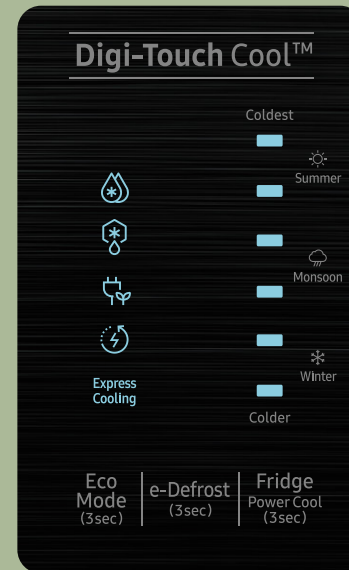 Digi-Touch Cool™
Coldest
Summer
Monsoon
Express
Cooling
Winter
Colder
Eco
Mode
(3sec)
e-Defrost
(3sec)
Fridge
Power Cool
(3sec)